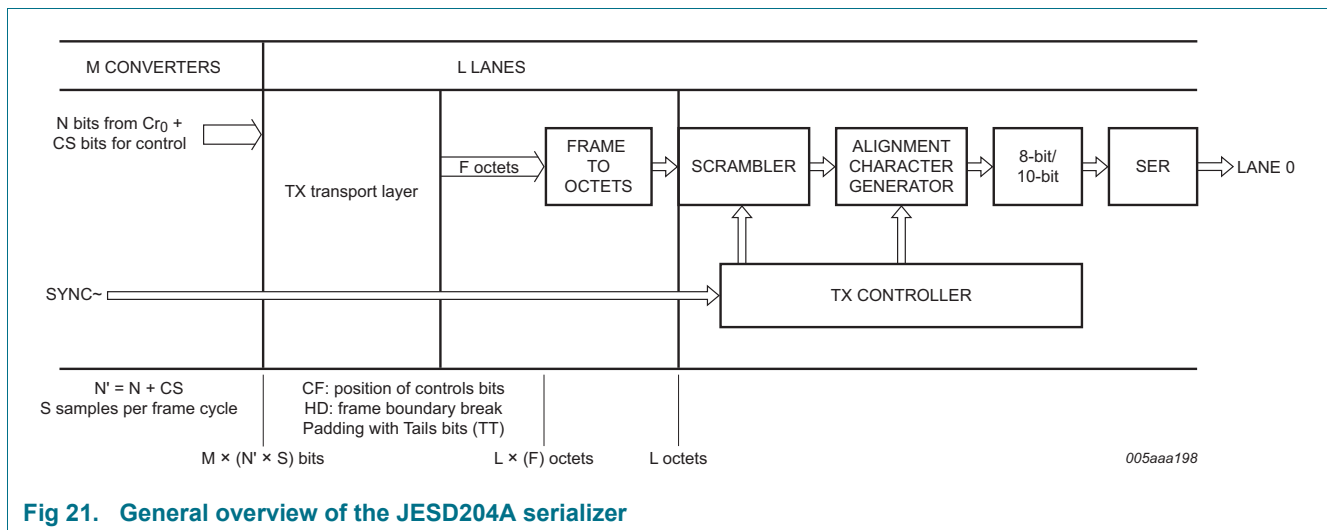 M CONVERTERS
L LANES
N bits from Cr0 +
CS bits for control
TX transport layer
F octets
FRAME
TO
OCTETS
SCRAMBLER
ALIGNMENT
CHARACTER
GENERATOR
8-bit/
10-bit
SER
LANE 0
SYNC~
TX CONTROLLER
N' = N + CS
S samples per frame cycle
CF: position of controls bits
HD: frame boundary break
Padding with Tails bits (TT)
M × (N' × S) bits
L × (F) octets
L octets
005aaa198
Fig 21. General overview of the JESD204A serializer